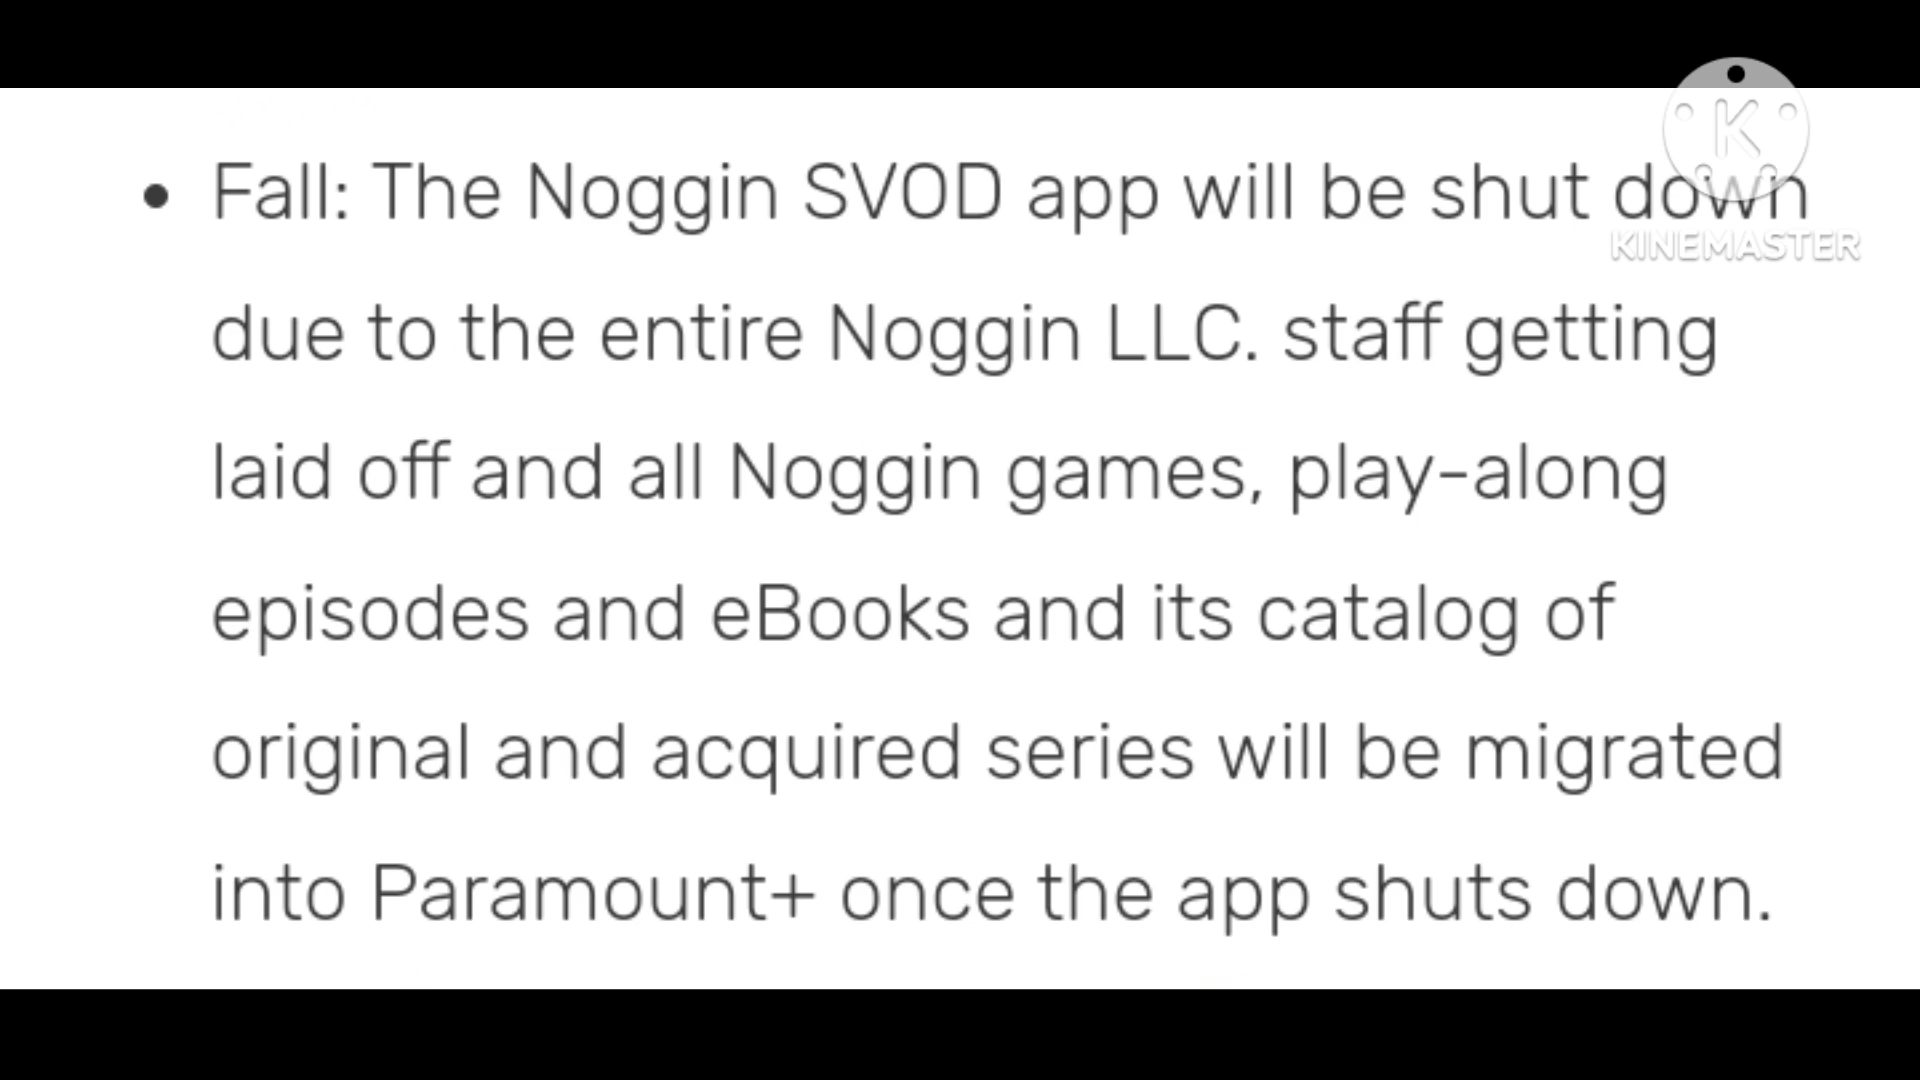 • Fall: The Noggin SVOD app will be shut down
K
KINEMASTER
due to the entire Noggin LLC. staff getting
laid off and all Noggin games, play-along
episodes and eBooks and its catalog of
original and acquired series will be migrated
into Paramount+ once the app shuts down.